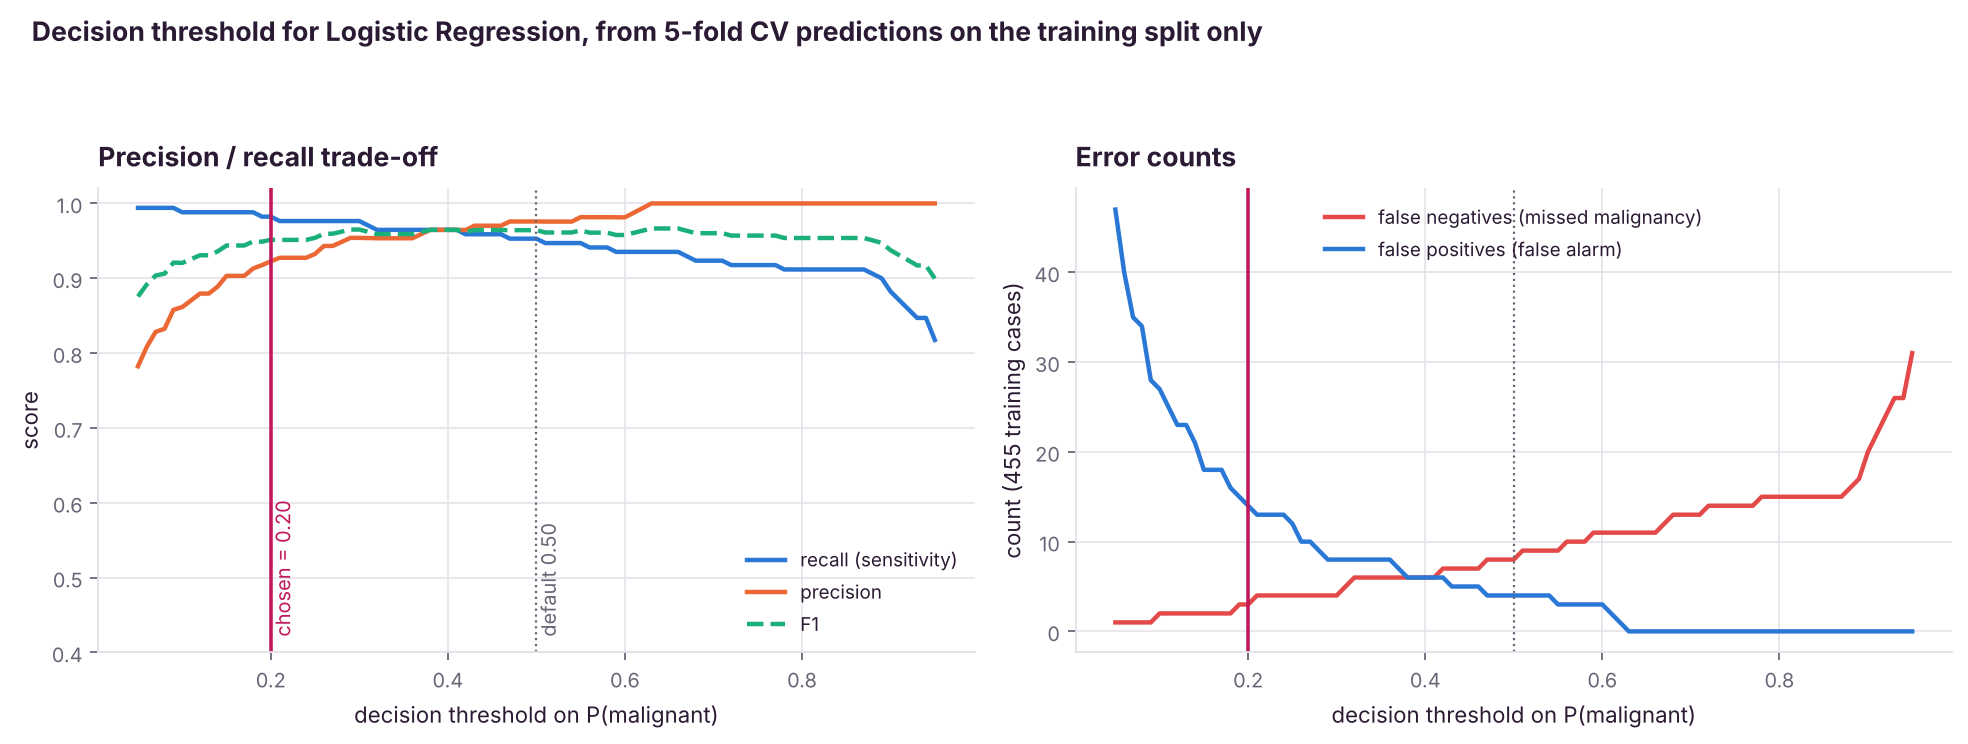 Decision threshold for Logistic Regression, from 5-fold CV predictions on the training split only
Precision / recall trade-off
score
1.0
0.9
0.8
0.7
0.6
0.5
0.4
chosen = 0.20
default 0.50
recall (sensitivity)
precision
F1
0.2
0.4
0.6
0.8
decision threshold on P(malignant)
Error counts
count (455 training cases)
40
30
20
10
0
false negatives (missed malignancy)
false positives (false alarm)
0.2
0.4
0.6
0.8
decision threshold on P(malignant)